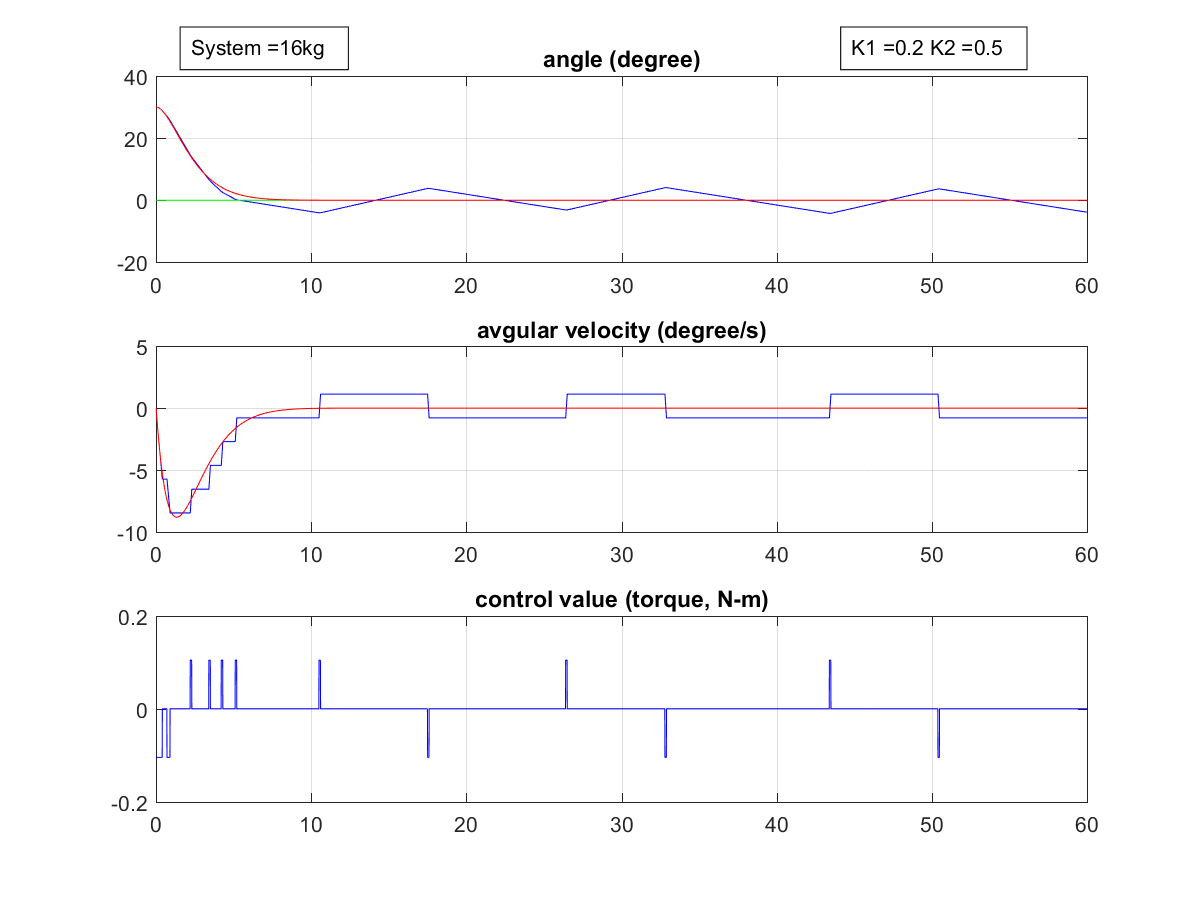 System =16kg
K1 =0.2 K2 =0.5
angle (degree)
40
20
0
-20
0 10 20 30 40 50 60
avgular velocity (degree/s)
5
0
-5
-10
0 10 20 30 40 50 60
control value (torque, N-m)
0.2
0
-0.2
0 10 20 30 40 50 60